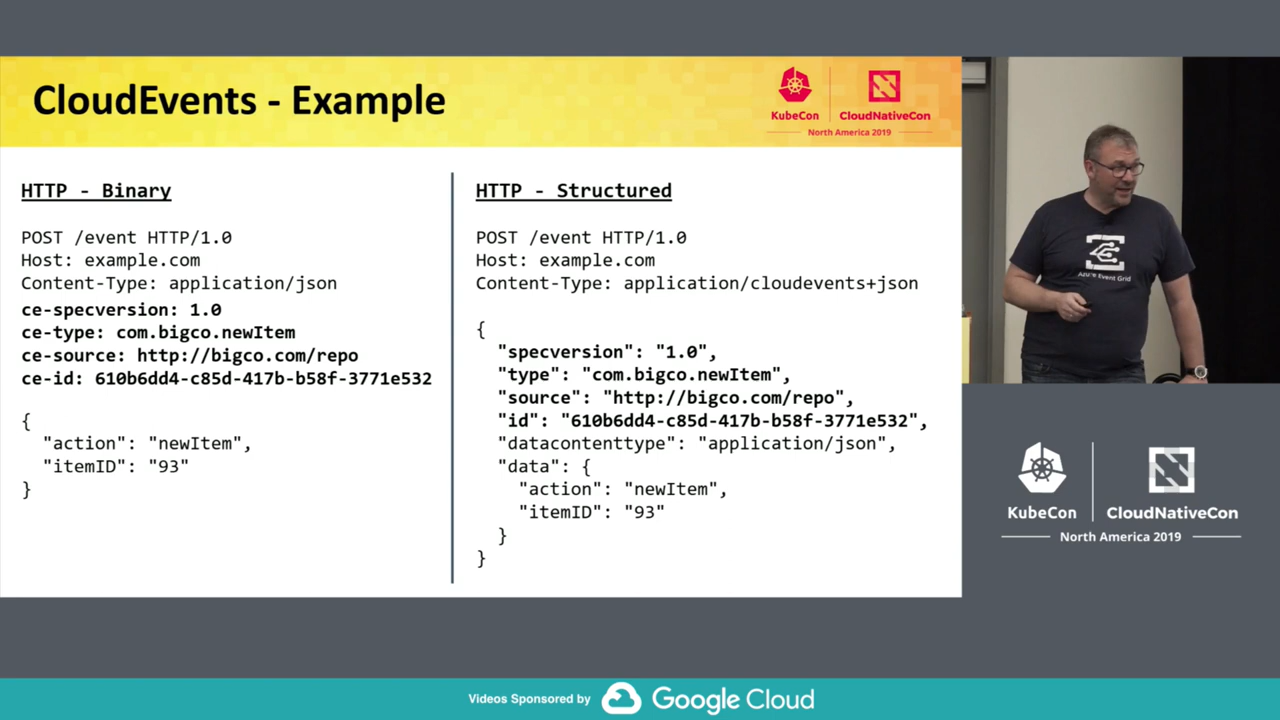 CloudEvents - Example
KubeCon
CloudNativeCon
North America 2019
HTTP - Binary
POST /event HTTP/1.0
Host: example.com
Content-Type: application/json
ce-specversion: 1.0
ce-type: com.bigco.newItem
ce-source: http://bigco.com/repo
ce-id: 610b6dd4-c85d-417b-b58f-3771e532
{
"action": "newItem",
"itemID": "93"
}
HTTP - Structured
POST /event HTTP/1.0
Host: example.com
Content-Type: application/cloudevents+json
{
"specversion": "1.0",
"type": "com.bigco.newItem",
"source": "http://bigco.com/repo",
"id": "610b6dd4-c85d-417b-b58f-3771e532",
"datacontenttype": "application/json",
"data": {
"action": "newItem",
"itemID": "93"
}
}
Azure Event Grid
KubeCon
CloudNativeCon
North America 2019
Videos Sponsored by Google Cloud